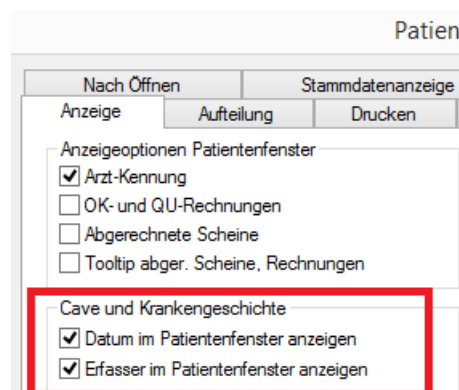 Patien
Nach Öffnen
Stammdatenanzeige
Anzeige
Aufteilung
Drucken
Anzeigeoptionen Patientenfenster
Arzt-Kennung
OK- und QU-Rechnungen
Abgerechnete Scheine
Tooltip abger. Scheine, Rechnungen
Cave und Krankengeschichte
Datum im Patientenfenster anzeigen
Erfasser im Patientenfenster anzeigen